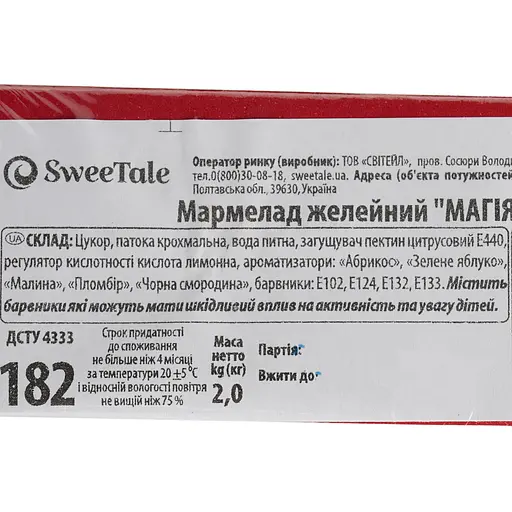 SweeTale
Оператор ринку (виробник): ТОВ «СВІТЕЙЛ», пров. Сосюри Володи
тел.0(800)30-08-18, sweetale.ua. Адреса (об'єкта потужностей
Полтавська обл., 39630, Україна
Мармелад желейний "МАГІЯ
UA СКЛАД: Цукор, патока крохмальна, вода питна, загущувач пектин цитрусовий Е440,
регулятор кислотності кислота лимонна, ароматизатори: «Абрикос», «Зелене яблуко»,
«Малина», «Пломбір», «Чорна смородина», барвники: Е102, Е124, Е132, Е133. Містить
барвники які можуть мати шкідливий вплив на активність та увагу дітей.
ДСТУ 4333
182
Строк придатності
до споживання
не більше ніж 4 місяці
за температури 20 ±5 °С
і відносній вологості повітря
не вищій ніж 75 %
Маса
нетто
kg (кг)
2,0
Партія:
Вжити до